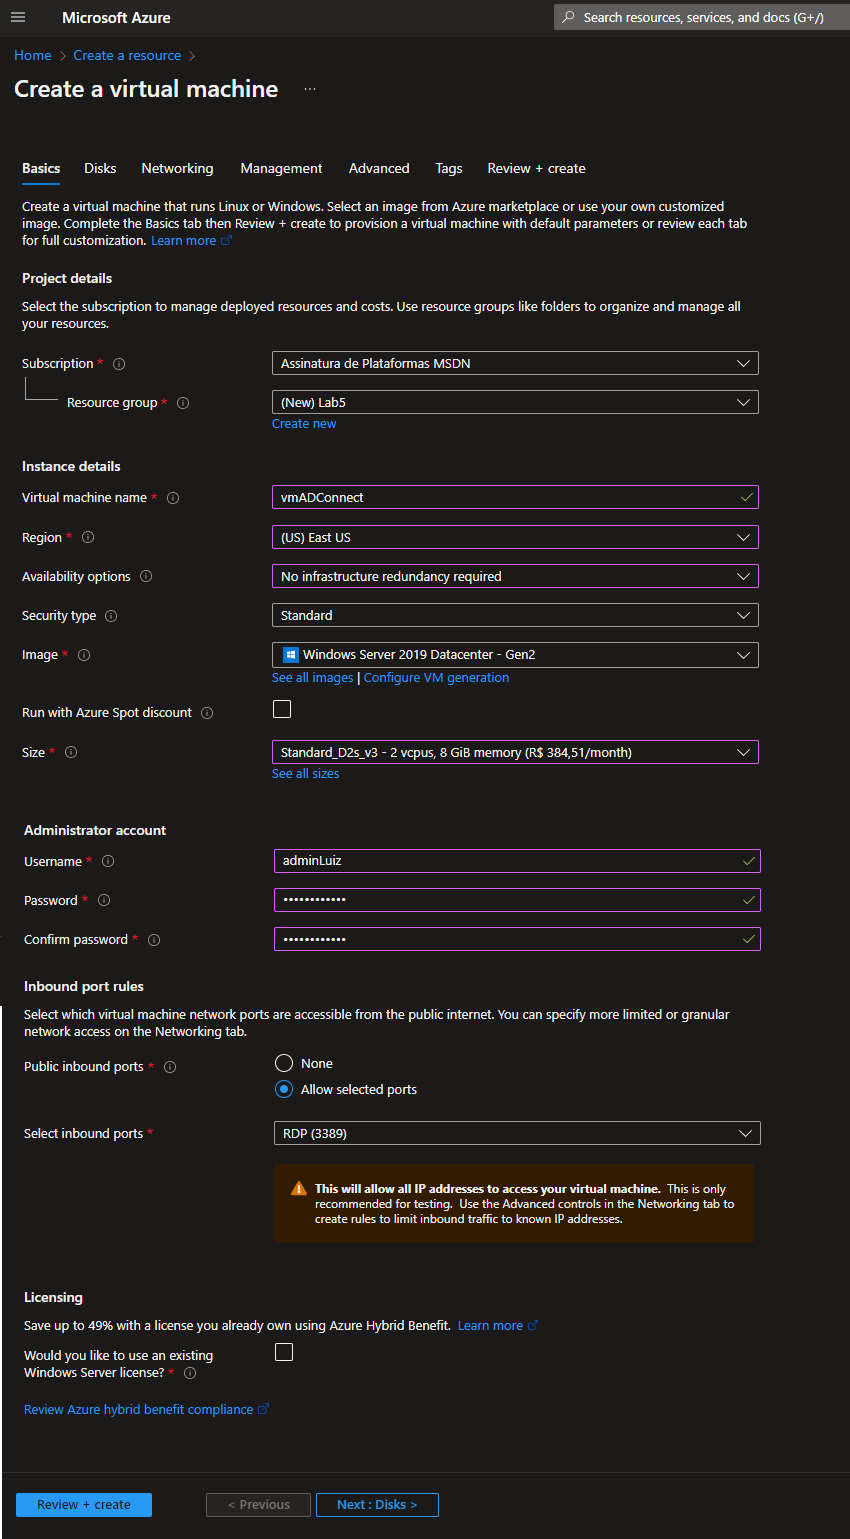 Microsoft Azure
Search resources, services, and docs (G+/)
Home > Create a resource >
Create a virtual machine ...
Basics Disks Networking Management Advanced Tags Review + create
Create a virtual machine that runs Linux or Windows. Select an image from Azure marketplace or use your own customized
image. Complete the Basics tab then Review + create to provision a virtual machine with default parameters or review each tab
for full customization. Learn more
Project details
Select the subscription to manage deployed resources and costs. Use resource groups like folders to organize and manage all
your resources.
Subscription * Assinatura de Plataformas MSDN
Resource group * (New) Lab5
Create new
Instance details
Virtual machine name * vmADConnect
Region * (US) East US
Availability options No infrastructure redundancy required
Security type Standard
Image * Windows Server 2019 Datacenter - Gen2
See all images | Configure VM generation
Run with Azure Spot discount
Size * Standard_D2s_v3 - 2 vcpus, 8 GiB memory (R$ 384,51/month)
See all sizes
Administrator account
Username * adminLuiz
Password * ••••••••••••
Confirm password * ••••••••••••
Inbound port rules
Select which virtual machine network ports are accessible from the public internet. You can specify more limited or granular
network access on the Networking tab.
Public inbound ports * None
Allow selected ports
Select inbound ports * RDP (3389)
This will allow all IP addresses to access your virtual machine. This is only
recommended for testing. Use the Advanced controls in the Networking tab to
create rules to limit inbound traffic to known IP addresses.
Licensing
Save up to 49% with a license you already own using Azure Hybrid Benefit. Learn more
Would you like to use an existing
Windows Server license? *
Review Azure hybrid benefit compliance
Review + create < Previous Next : Disks >